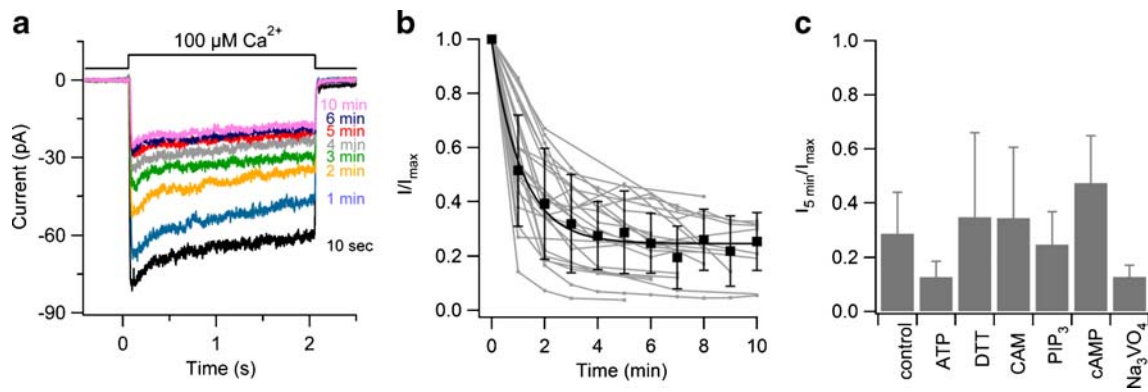 a
100 µM Ca²⁺
0
-30
-60
-90
Current (pA)
10 min
6 min
5 min
4 min
3 min
2 min
1 min
10 sec
0
1
2
Time (s)
b
1.0
0.8
0.6
0.4
0.2
0.0
I/Imax
0
2
4
6
8
10
Time (min)
c
1.0
0.8
0.6
0.4
0.2
0.0
I5 min/Imax
control
ATP
DTT
CAM
PIP₃
cAMP
Na₃VO₄